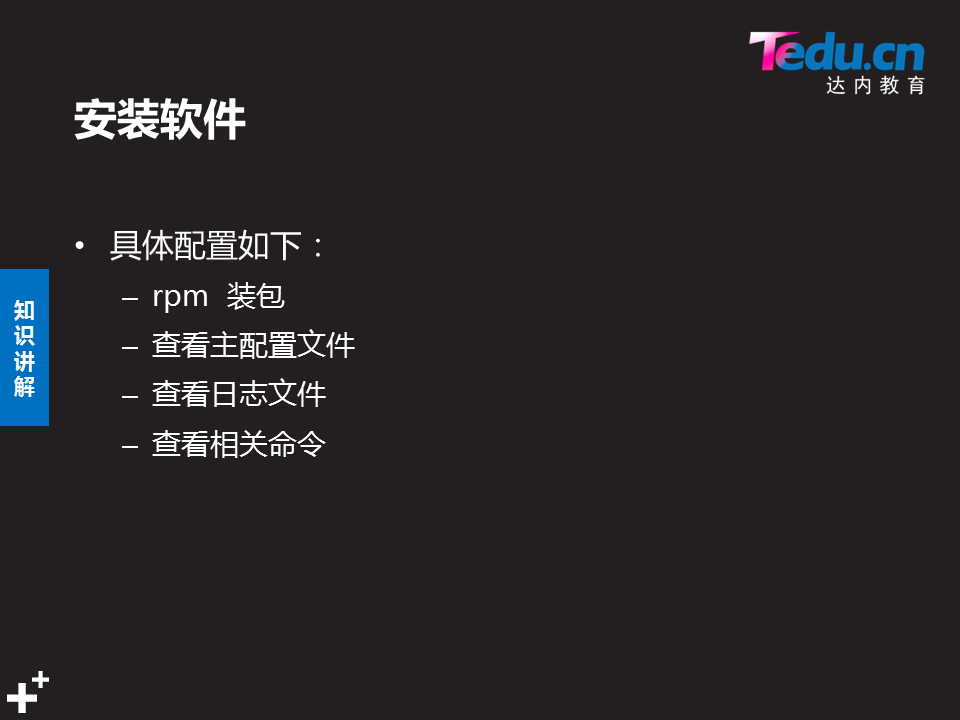 Tedu.cn
达内教育
安装软件
• 具体配置如下：
– rpm 装包
– 查看主配置文件
– 查看日志文件
– 查看相关命令
知
识
讲
解